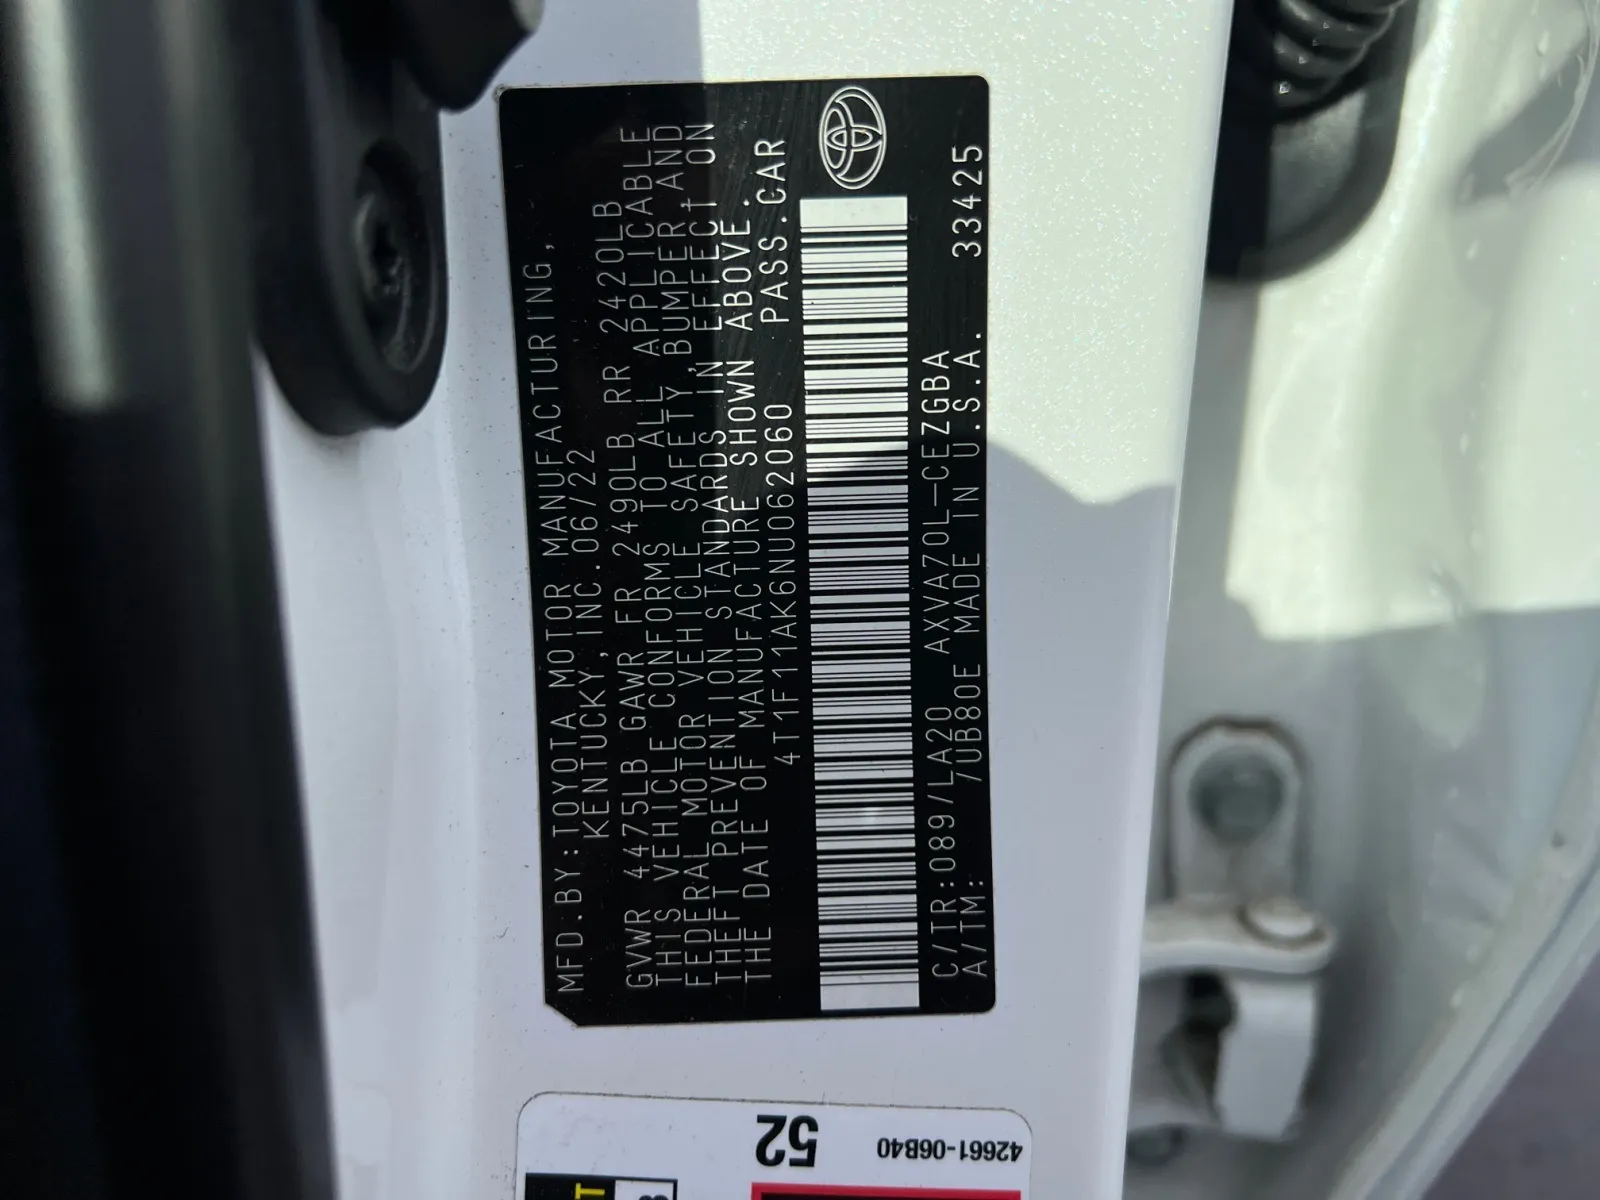 MFD.BY:TOYOTA MOTOR MANUFACTURING,
KENTUCKY,INC.06/22
GVWR 4475LB GAWR FR 2490LB RR 2420LB
THIS VEHICLE CONFORMS TO ALL APPLICABLE
FEDERAL MOTOR VEHICLE SAFETY,BUMPER,AND
THEFT PREVENTION STANDARDS IN EFFECT ON
THE DATE OF MANUFACTURE SHOWN ABOVE.
4T1F11AK6NU062060 PASS.CAR
C/TR:089/LA20 AXVA70L-CEZGBA
A/TM: /UB80E MADE IN U.S.A. 33425
52
42661-06B40